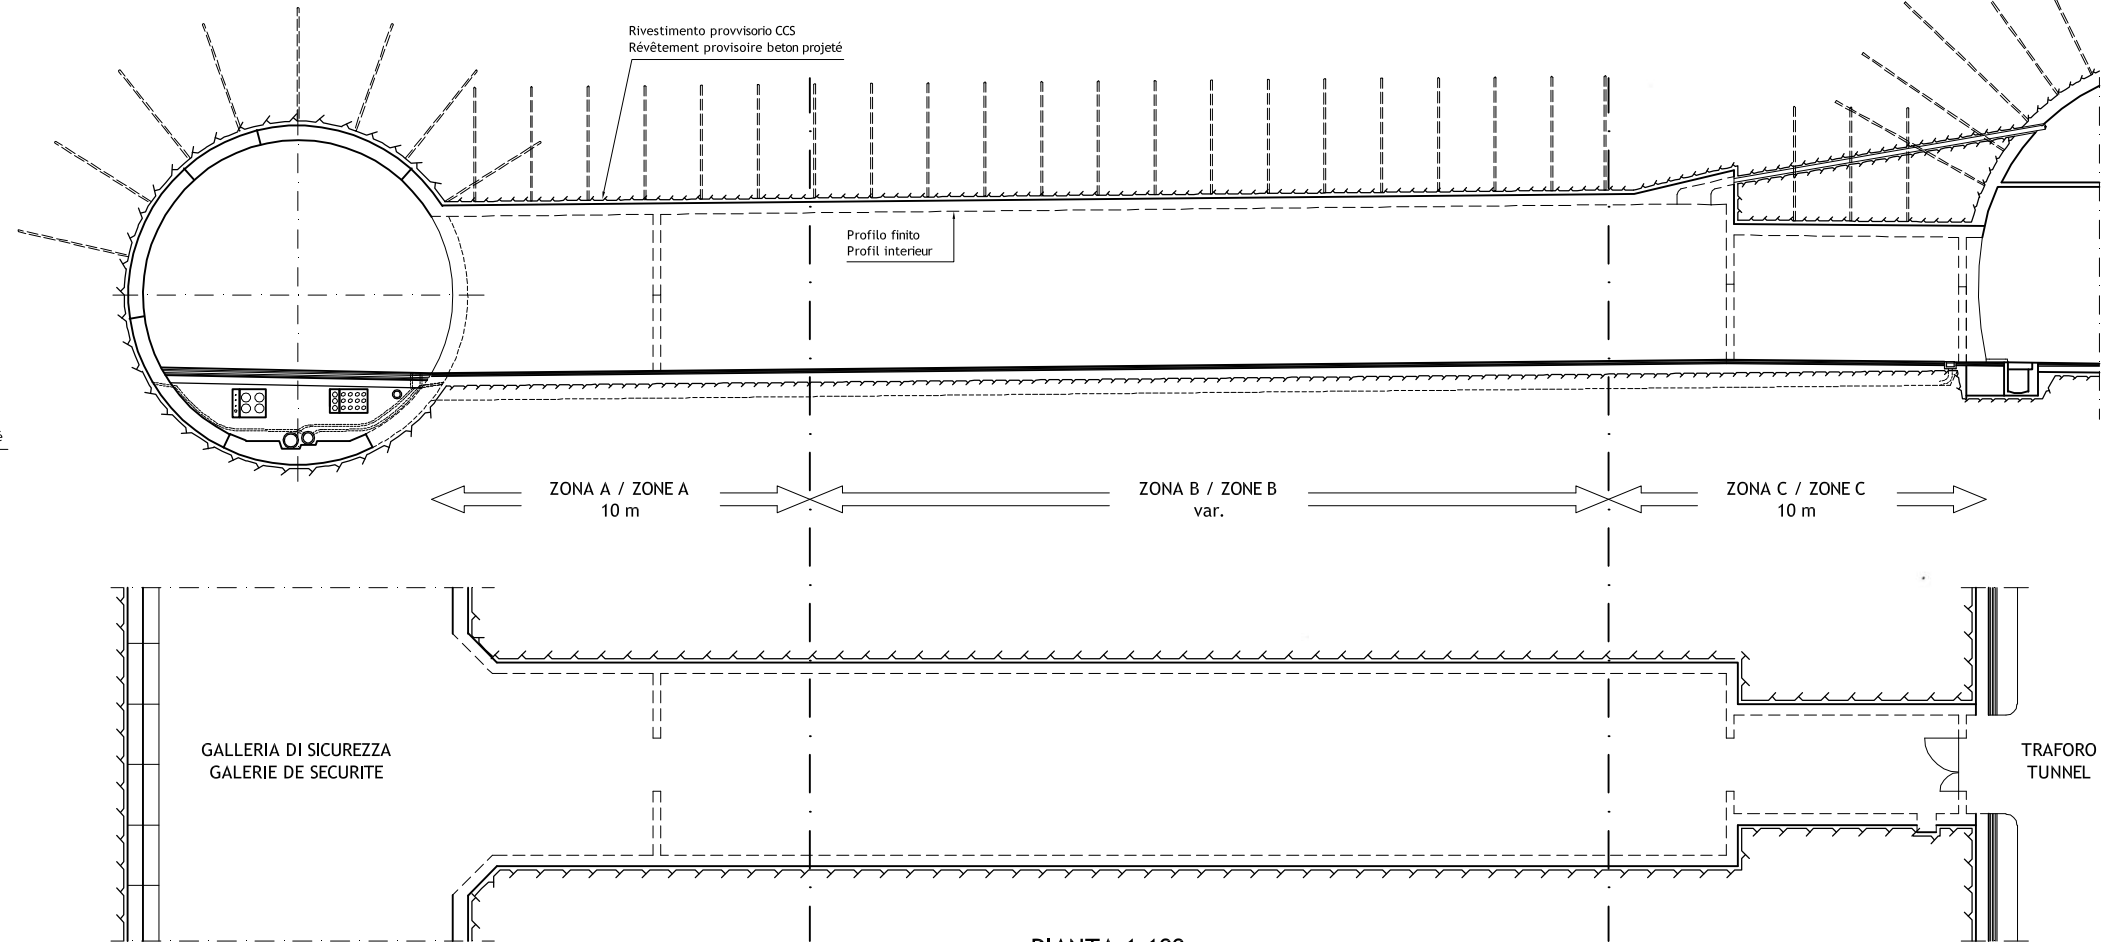 Rivestimento provvisorio CCS
Révêtement provisoire beton projeté
Profilo finito
Profil interieur
ZONA A / ZONE A
10 m
ZONA B / ZONE B
var.
ZONA C / ZONE C
10 m
GALLERIA DI SICUREZZA
GALERIE DE SECURITE
TRAFORO
TUNNEL